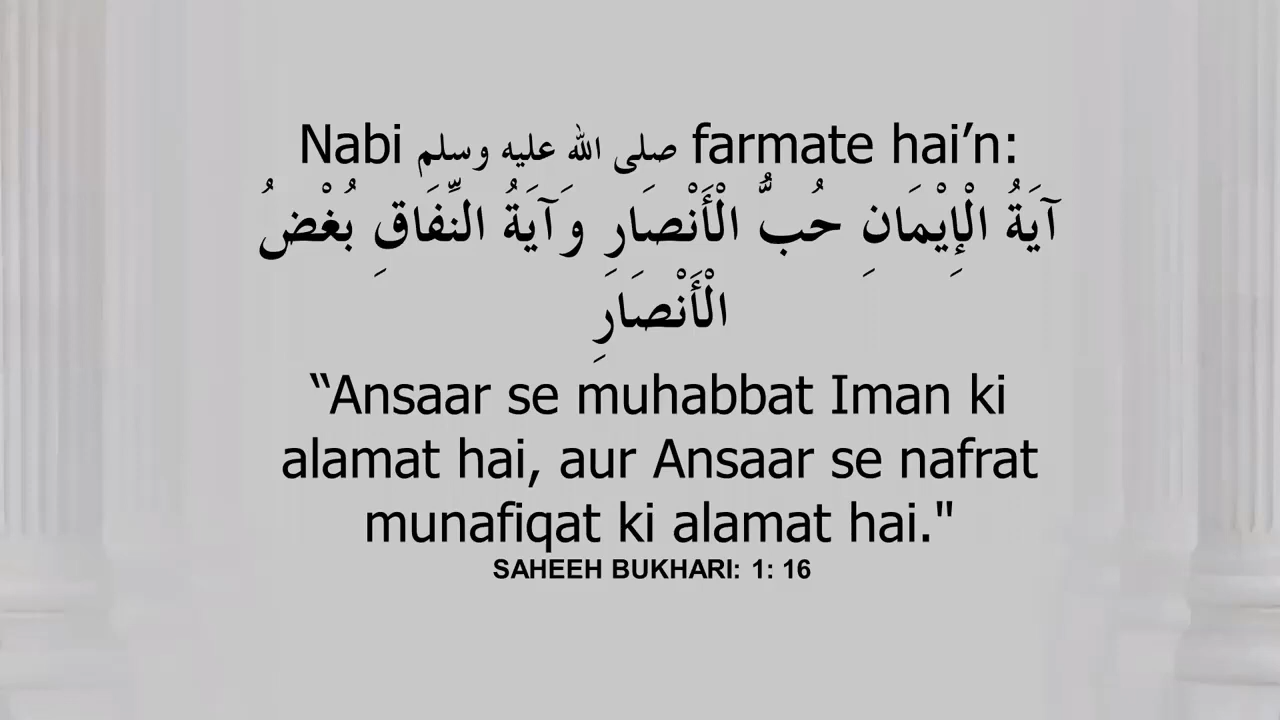 Nabi صلى الله عليه وسلم farmate hai’n:
آيَةُ الْإِيْمَانِ حُبُّ الْأَنْصَارِ وَآيَةُ النِّفَاقِ بُغْضُ
الْأَنْصَارِ
“Ansaar se muhabbat Iman ki
alamat hai, aur Ansaar se nafrat
munafiqat ki alamat hai."
SAHEEH BUKHARI: 1: 16